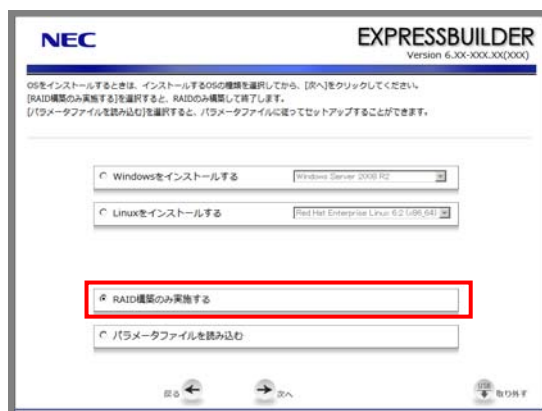 NEC
EXPRESSBUILDER
Version 6.XX-XXX.XX(XXX)
OSをインストールするときは、インストールするOSの種類を選択してから、[次へ]をクリックしてください。
[RAID構築のみ実施する]を選択すると、RAIDのみ構築して終了します。
[パラメータファイルを読み込む]を選択すると、パラメータファイルに従ってセットアップすることができます。
Windowsをインストールする Windows Server 2008 R2
Linuxをインストールする Red Hat Enterprise Linux 6.2 (x86_64)
RAID構築のみ実施する
パラメータファイルを読み込む
戻る 次へ USB 取り外す